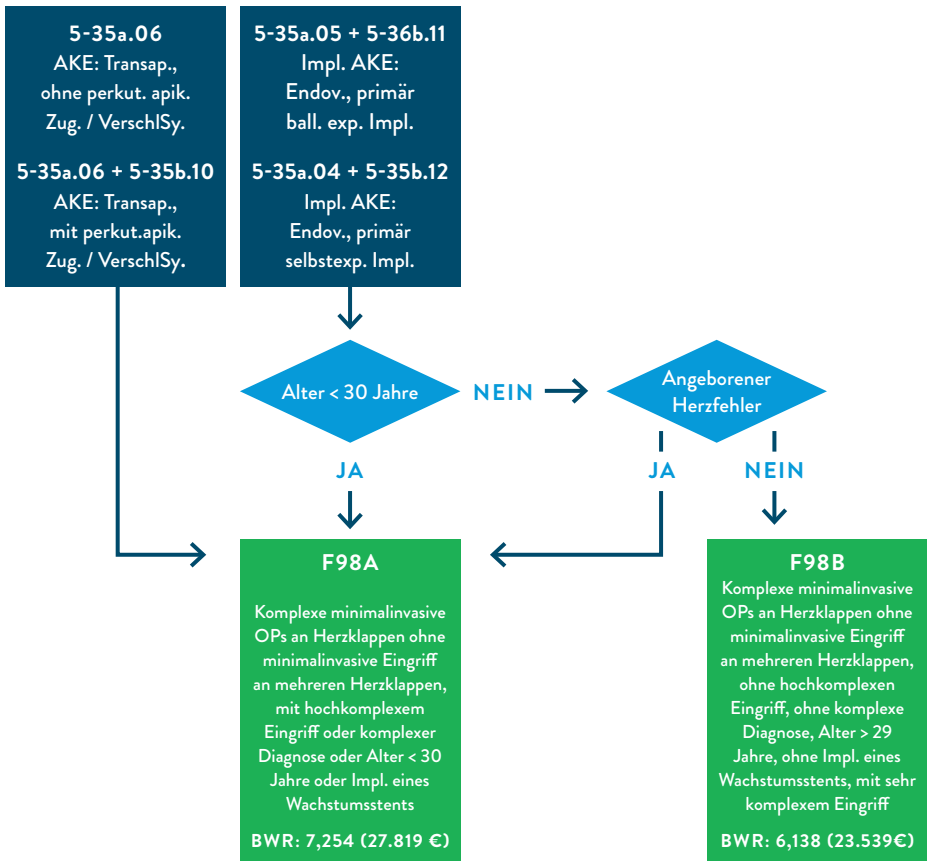 5-35a.06
AKE: Transap.,
ohne perkut. apik.
Zug. / VerschlSy.
5-35a.06 + 5-35b.10
AKE: Transap.,
mit perkut.apik.
Zug. / VerschlSy.
5-35a.05 + 5-36b.11
Impl. AKE:
Endov., primär
ball. exp. Impl.
5-35a.04 + 5-35b.12
Impl. AKE:
Endov., primär
selbstexp. Impl.
Alter < 30 Jahre
NEIN
Angeborener
Herzfehler
JA
JA
NEIN
F98A
Komplexe minimalinvasive
OPs an Herzklappen ohne
minimalinvasive Eingriff
an mehreren Herzklappen,
mit hochkomplexem
Eingriff oder komplexer
Diagnose oder Alter < 30
Jahre oder Impl. eines
Wachstumsstents
BWR: 7,254 (27.819 €)
F98B
Komplexe minimalinvasive
OPs an Herzklappen ohne
minimalinvasive Eingriff
an mehreren Herzklappen,
ohne hochkomplexen
Eingriff, ohne komplexe
Diagnose, Alter > 29
Jahre, ohne Impl. eines
Wachstumsstents, mit sehr
komplexem Eingriff
BWR: 6,138 (23.539€)